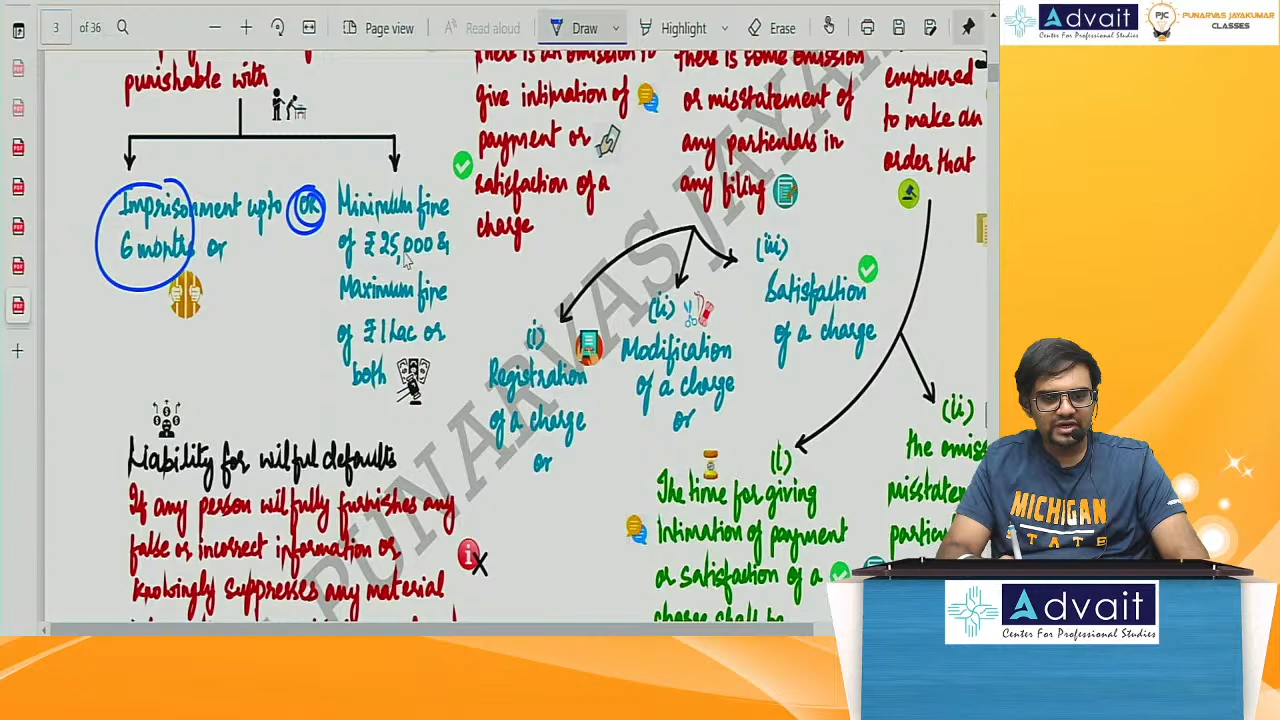 3
of 36
Page view
Read aloud
Draw
Highlight
Erase
Advait
Center For Professional Studies
PJC
PUNARVAS JAYAKUMAR
CLASSES
punishable with
Imprisonment upto OR
6 months or
Minimum fine
of ₹ 25,000 &
Maximum fine
of ₹ 1 Lac or
both
Liability for wilful defaults
If any person wilfully furnishes any
false or incorrect information or
knowingly suppresses any material
There is an omission to
give intimation of
payment or
satisfaction of a
charge
there is some omission
or misstatement of
any particulars in
any filing
(i)
Registration
of a charge
or
(ii)
Modification
of a charge
or
(iii)
Satisfaction
of a charge
empowered
to make an
order that
(i)
The time for giving
Intimation of payment
or satisfaction of a
charge shall be
(ii)
the
PUNARVAS JAYA
MICHIGAN
STATE
Advait
Center For Professional Studies